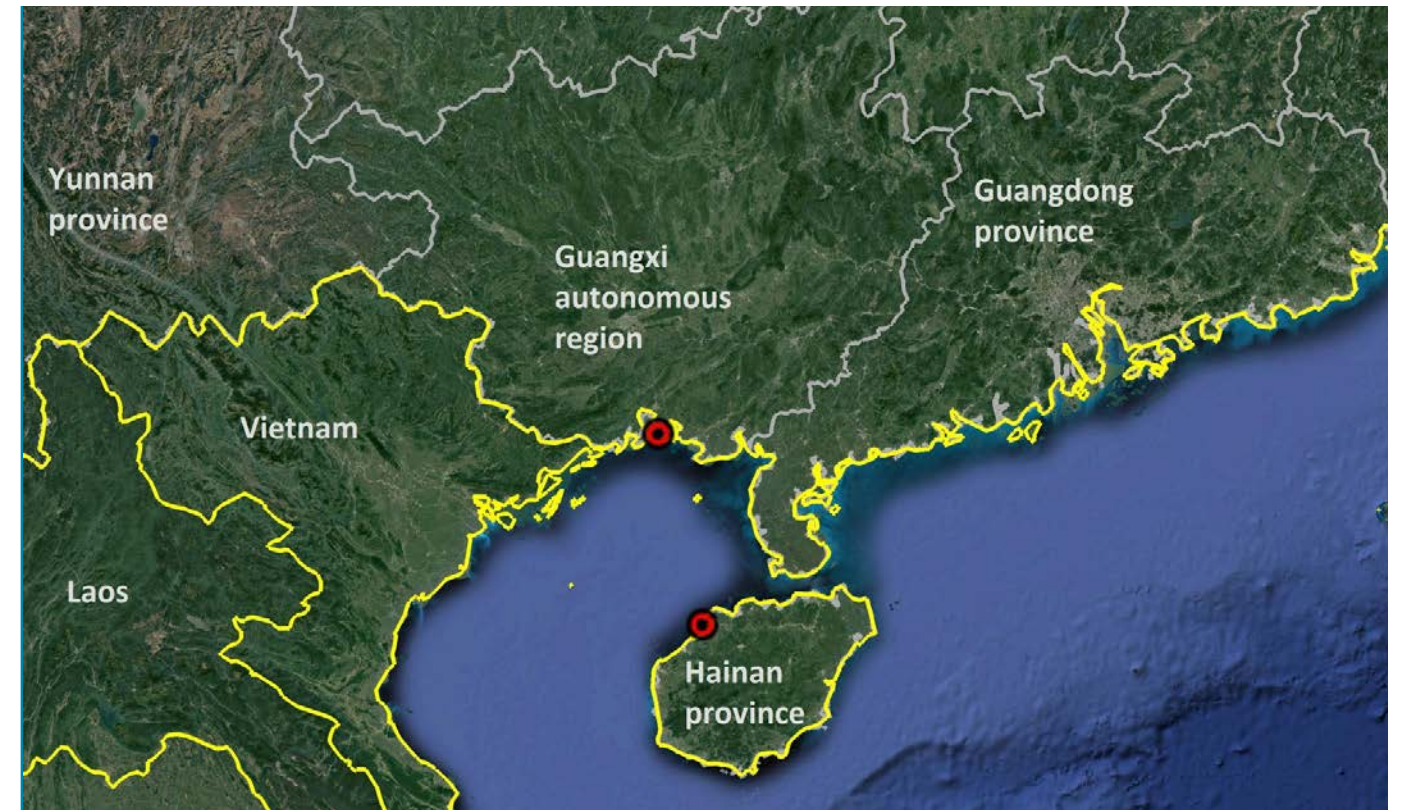 Yunnan
province
Guangdong
province
Guangxi
autonomous
region
Vietnam
Laos
Hainan
province